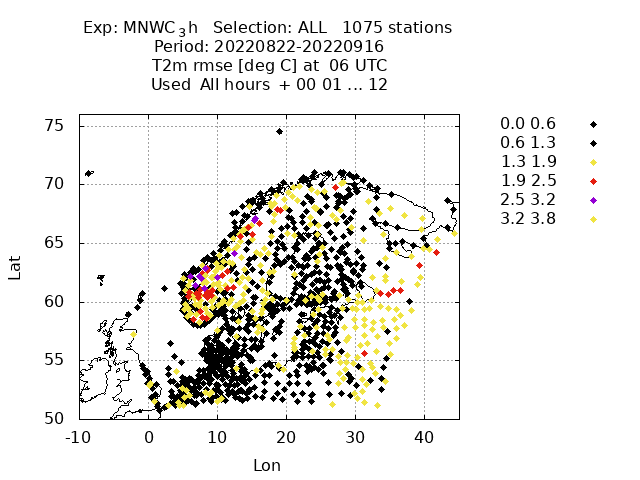 Exp: MNWC₃h Selection: ALL 1075 stations
Period: 20220822-20220916
T2m rmse [deg C] at 06 UTC
Used All hours + 00 01 ... 12
75
70
65
60
55
50
Lat
-10 0 10 20 30 40
Lon
0.0 0.6
0.6 1.3
1.3 1.9
1.9 2.5
2.5 3.2
3.2 3.8